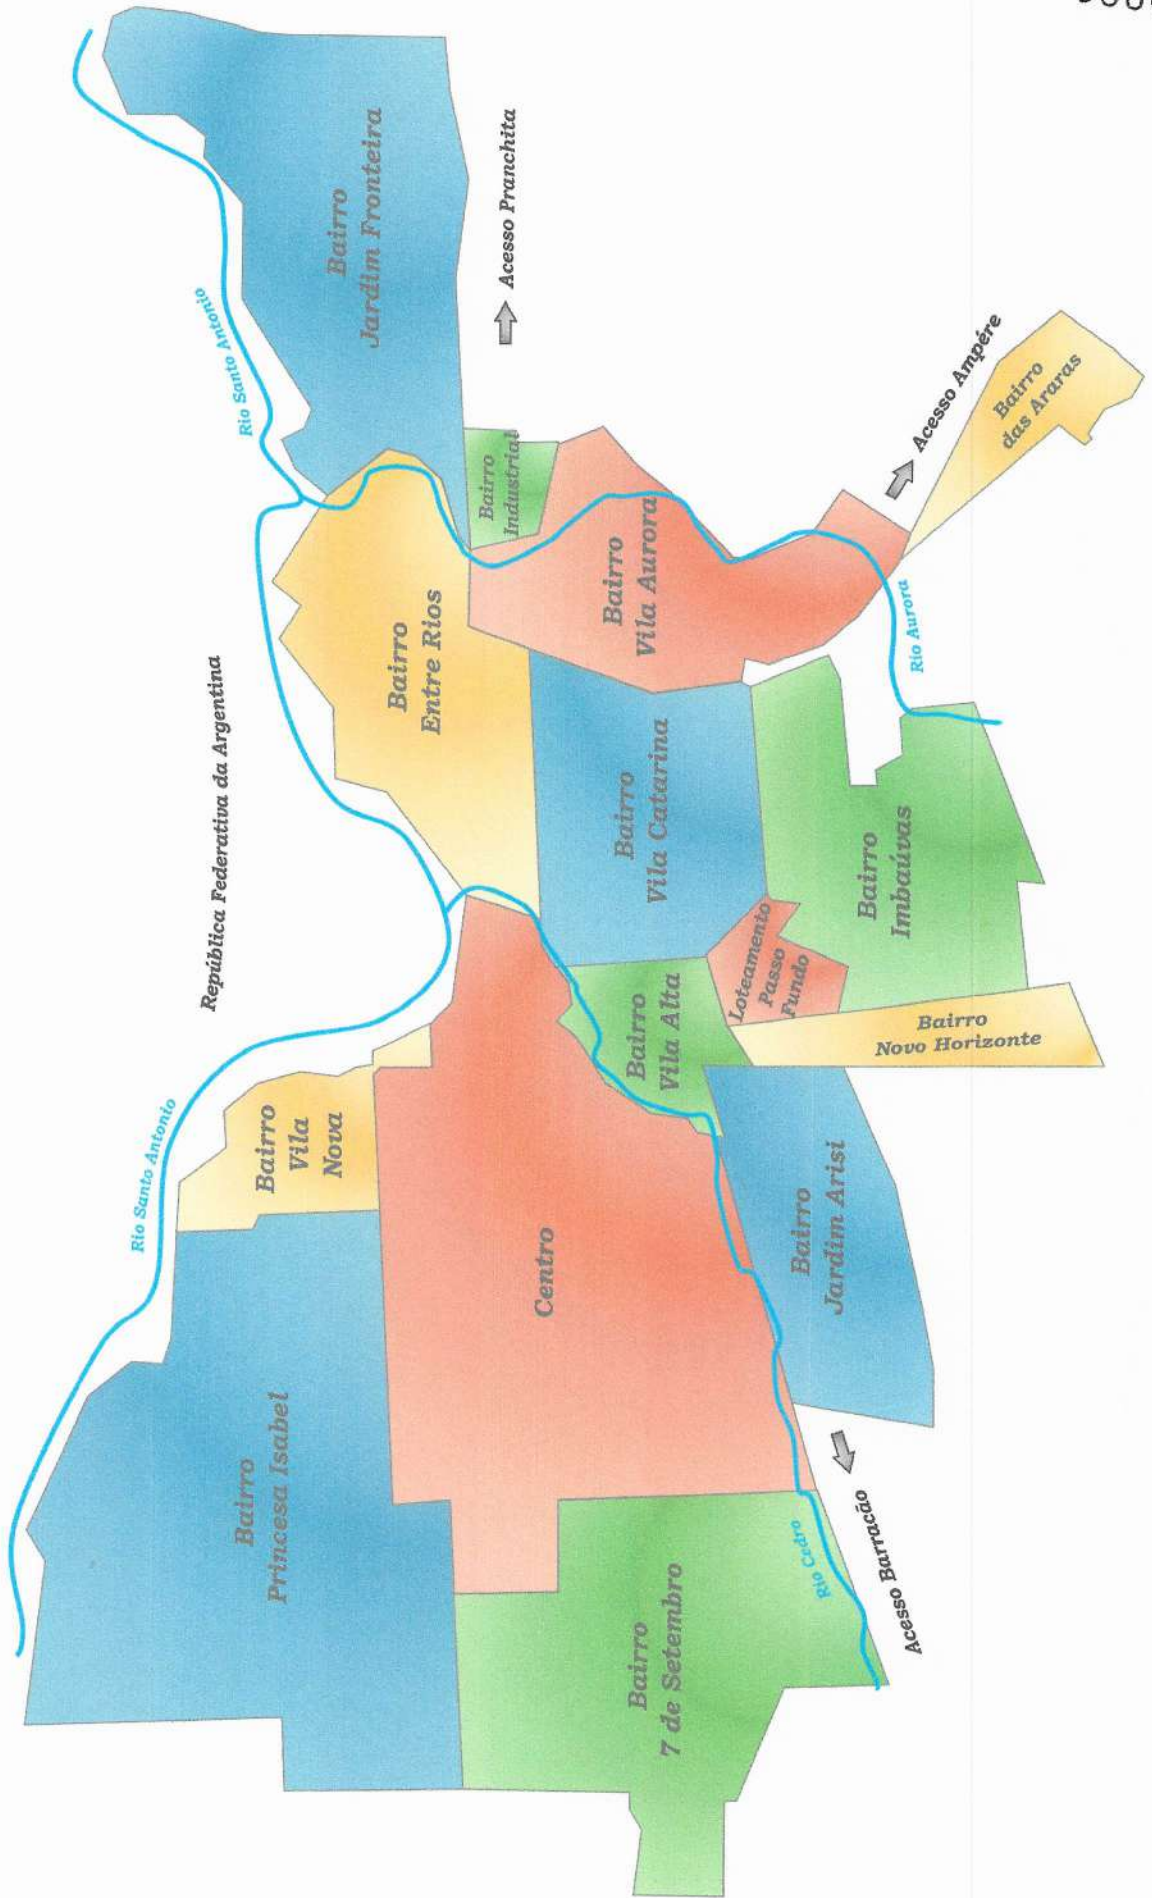 Bairro
Jardim Fronteira
Acesso Pranchita
Rio Santo Antonio
Acesso Ampére
Bairro
das Araras
Bairro
Industrial
Bairro
Vila Aurora
Rio Aurora
Bairro
Entre Rios
República Federativa da Argentina
Bairro
Vila Catarina
Bairro
Imbaúvas
Loteamento
Passo
Fundo
Bairro
Vila Alta
Bairro
Novo Horizonte
Rio Santo Antonio
Bairro
Vila
Nova
Centro
Bairro
Jardim Arisi
Bairro
Princesa Isabel
Bairro
7 de Setembro
Rio Cedro
Acesso Barracão